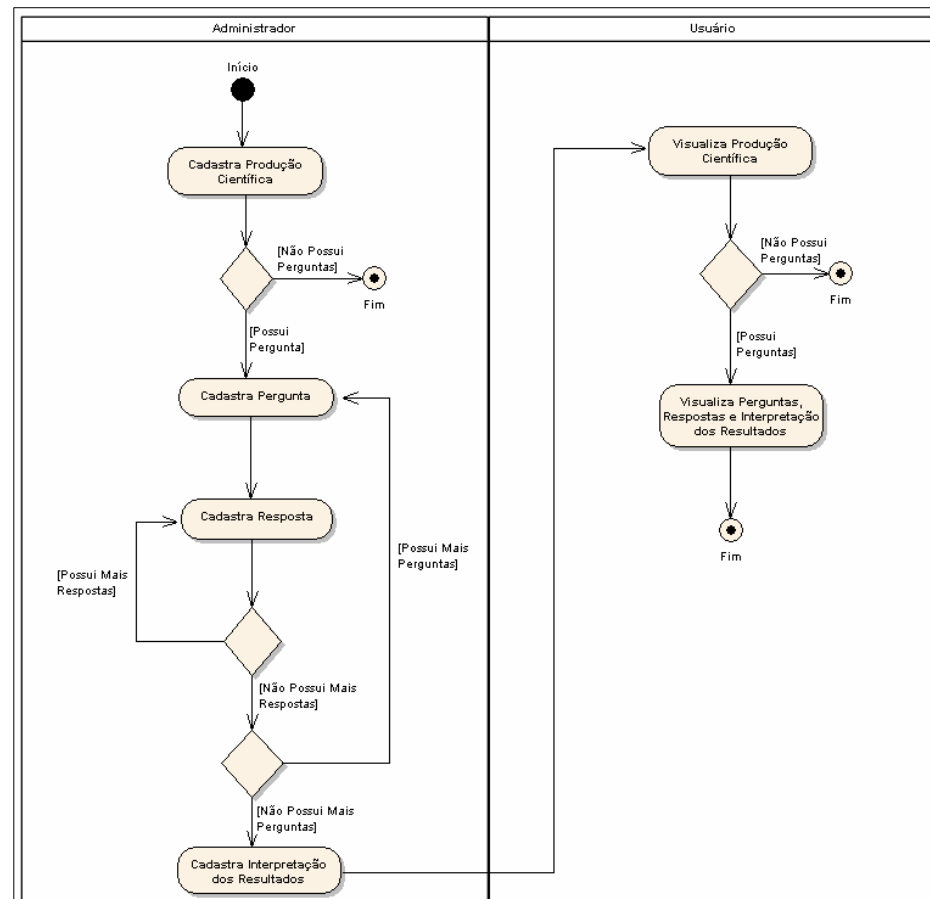 Administrador
Usuário
Início
Cadastra Produção
Científica
[Não Possui
Perguntas]
Fim
[Possui
Pergunta]
Cadastra Pergunta
Cadastra Resposta
[Possui Mais
Respostas]
[Possui Mais
Perguntas]
[Não Possui Mais
Respostas]
[Não Possui Mais
Perguntas]
Cadastra Interpretação
dos Resultados
Visualiza Produção
Científica
[Não Possui
Perguntas]
Fim
[Possui
Perguntas]
Visualiza Perguntas,
Respostas e Interpretação
dos Resultados
Fim